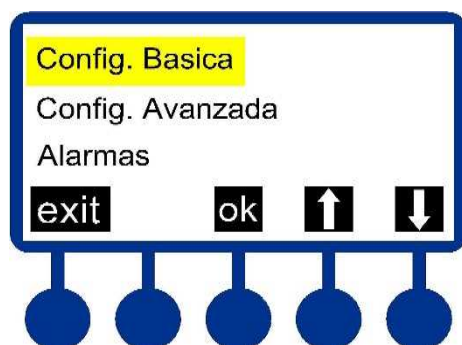 Config. Basica
Config. Avanzada
Alarmas
exit ok ↑ ↓